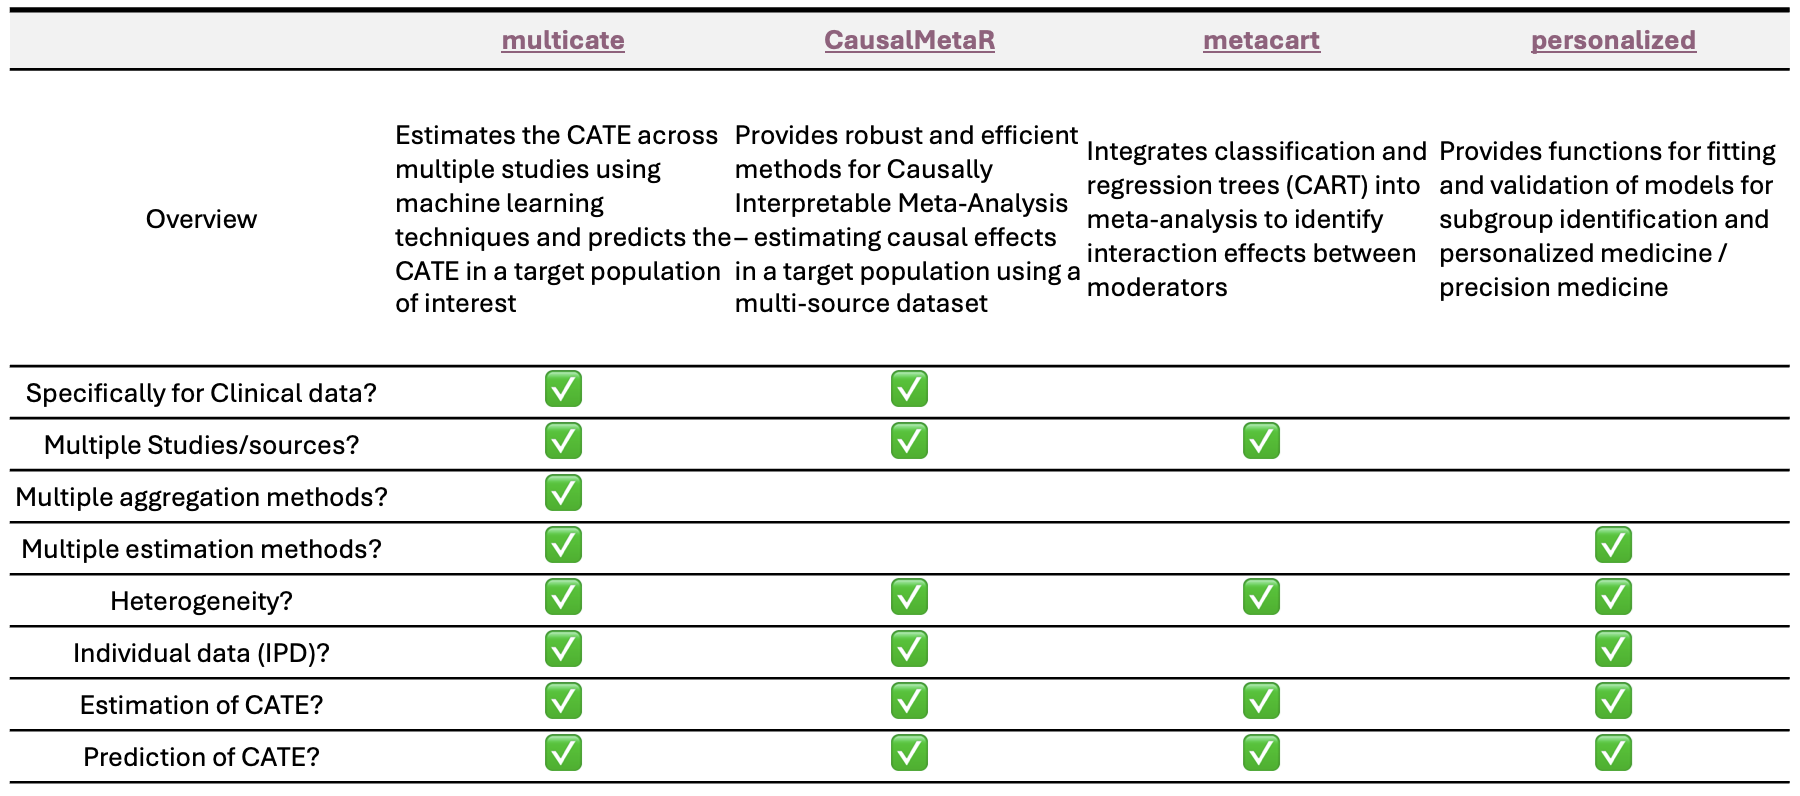 multicate CausalMetaR metacart personalized
Overview
Estimates the CATE across
multiple studies using
machine learning
techniques and predicts the
CATE in a target population
of interest
Provides robust and efficient
methods for Causally
Interpretable Meta-Analysis
– estimating causal effects
in a target population using a
multi-source dataset
Integrates classification and
regression trees (CART) into
meta-analysis to identify
interaction effects between
moderators
Provides functions for fitting
and validation of models for
subgroup identification and
personalized medicine /
precision medicine
Specifically for Clinical data? ✅ ✅
Multiple Studies/sources? ✅ ✅ ✅
Multiple aggregation methods? ✅
Multiple estimation methods? ✅ ✅
Heterogeneity? ✅ ✅ ✅ ✅
Individual data (IPD)? ✅ ✅ ✅
Estimation of CATE? ✅ ✅ ✅ ✅
Prediction of CATE? ✅ ✅ ✅ ✅